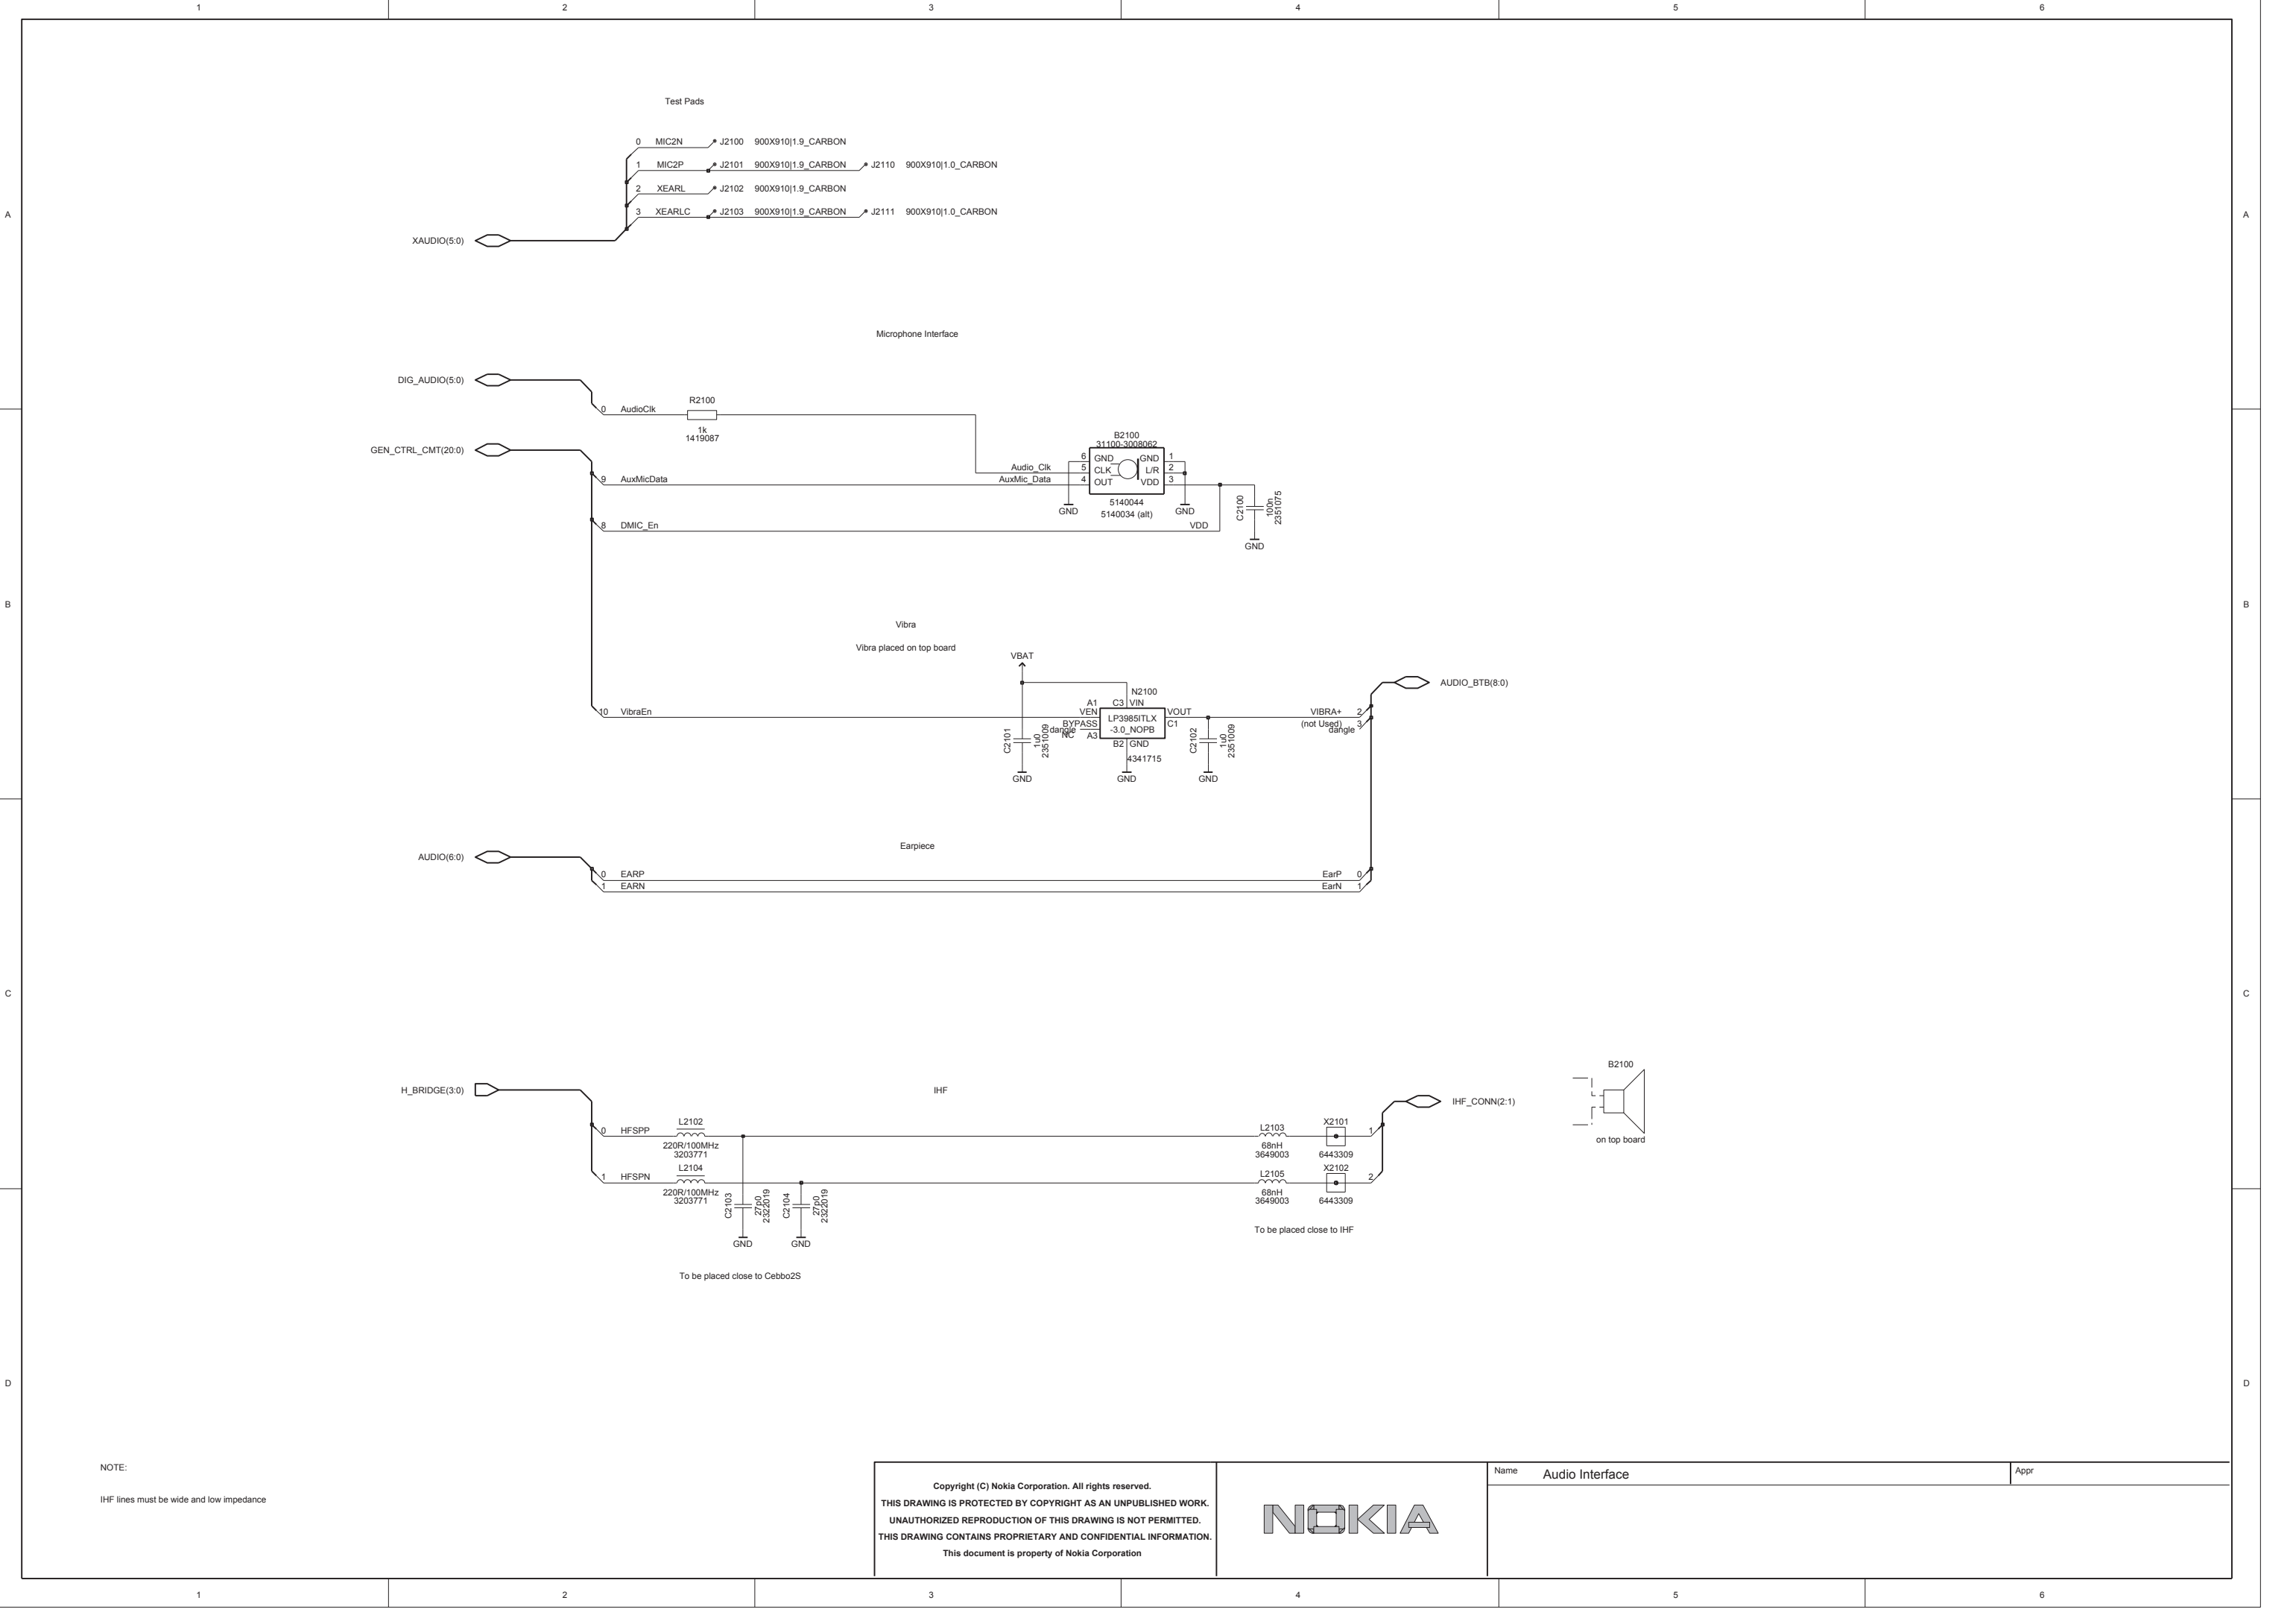 1 2 3 4 5 6
A A
B B
C C
D D
Test Pads
0 MIC2N J2100 900X910|1.9_CARBON
1 MIC2P J2101 900X910|1.9_CARBON J2110 900X910|1.0_CARBON
2 XEARL J2102 900X910|1.9_CARBON
3 XEARLC J2103 900X910|1.9_CARBON J2111 900X910|1.0_CARBON
XAUDIO(5:0)
Microphone Interface
DIG_AUDIO(5:0)
0 AudioClk
R2100
1k
1419087
GEN_CTRL_CMT(20:0)
B2100
31100-3008062
6 GND GND 1
Audio_Clk 5 CLK L/R 2
9 AuxMicData AuxMic_Data 4 OUT VDD 3
GND
5140044
5140034 (alt)
GND
C2100
100n
2351075
GND
8 DMIC_En VDD
Vibra
Vibra placed on top board
VBAT
N2100
A1 C3 VIN
10 VibraEn VEN LP3985ITLX VOUT
BYPASS -3.0_NOPB C1
dangle
NC A3
B2 GND
4341715
C2101
1u0
2351009
GND
GND
C2102
1u0
2351009
GND
VIBRA+ 2
(not Used) 3
dangle
AUDIO_BTB(8:0)
Earpiece
AUDIO(6:0)
0 EARP EarP 0
1 EARN EarN 1
H_BRIDGE(3:0)
IHF
0 HFSPP
L2102
220R/100MHz
3203771
1 HFSPN
L2104
220R/100MHz
3203771
C2103
27p0
2322019
C2104
27p0
2322019
GND GND
To be placed close to Cebbo2S
L2103
68nH
3649003
X2101
6443309
1
L2105
68nH
3649003
X2102
6443309
2
To be placed close to IHF
IHF_CONN(2:1)
B2100
on top board
NOTE:
IHF lines must be wide and low impedance
Copyright (C) Nokia Corporation. All rights reserved.
THIS DRAWING IS PROTECTED BY COPYRIGHT AS AN UNPUBLISHED WORK.
UNAUTHORIZED REPRODUCTION OF THIS DRAWING IS NOT PERMITTED.
THIS DRAWING CONTAINS PROPRIETARY AND CONFIDENTIAL INFORMATION.
This document is property of Nokia Corporation
NOKIA
Name Audio Interface
Appr
1 2 3 4 5 6